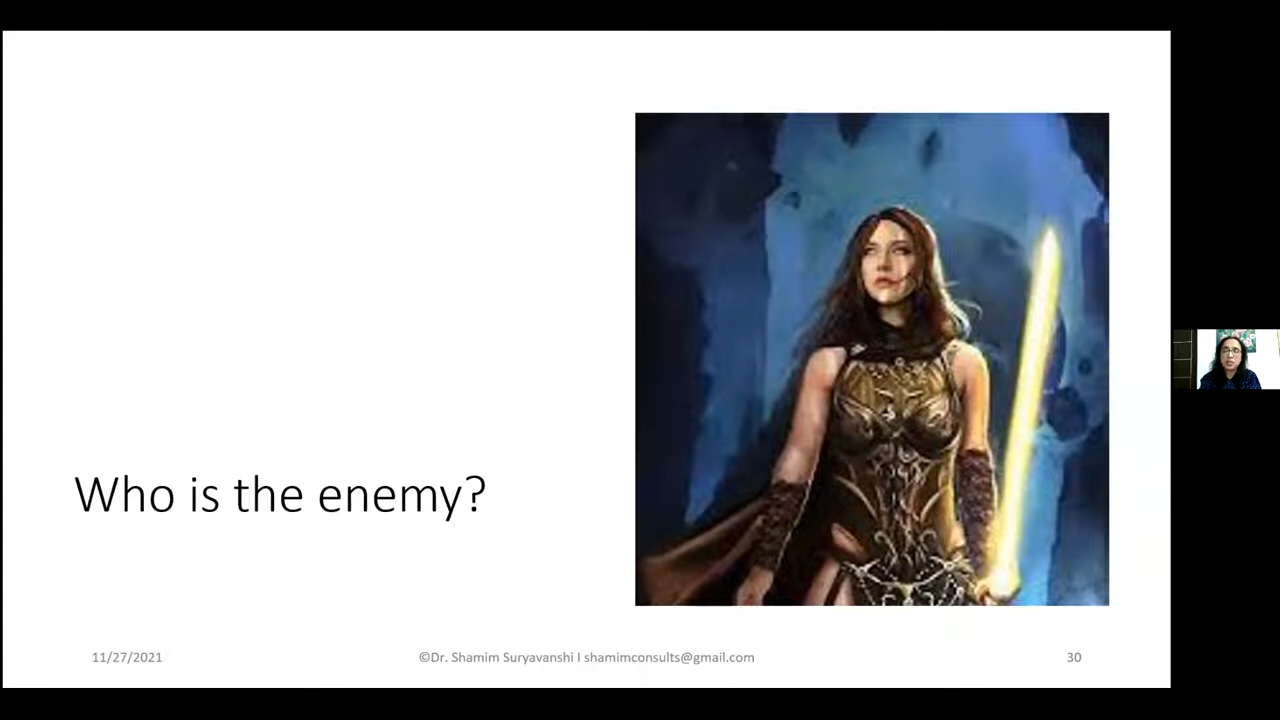 Who is the enemy?
11/27/2021
©Dr. Shamim Suryavanshi I shamimconsults@gmail.com
30